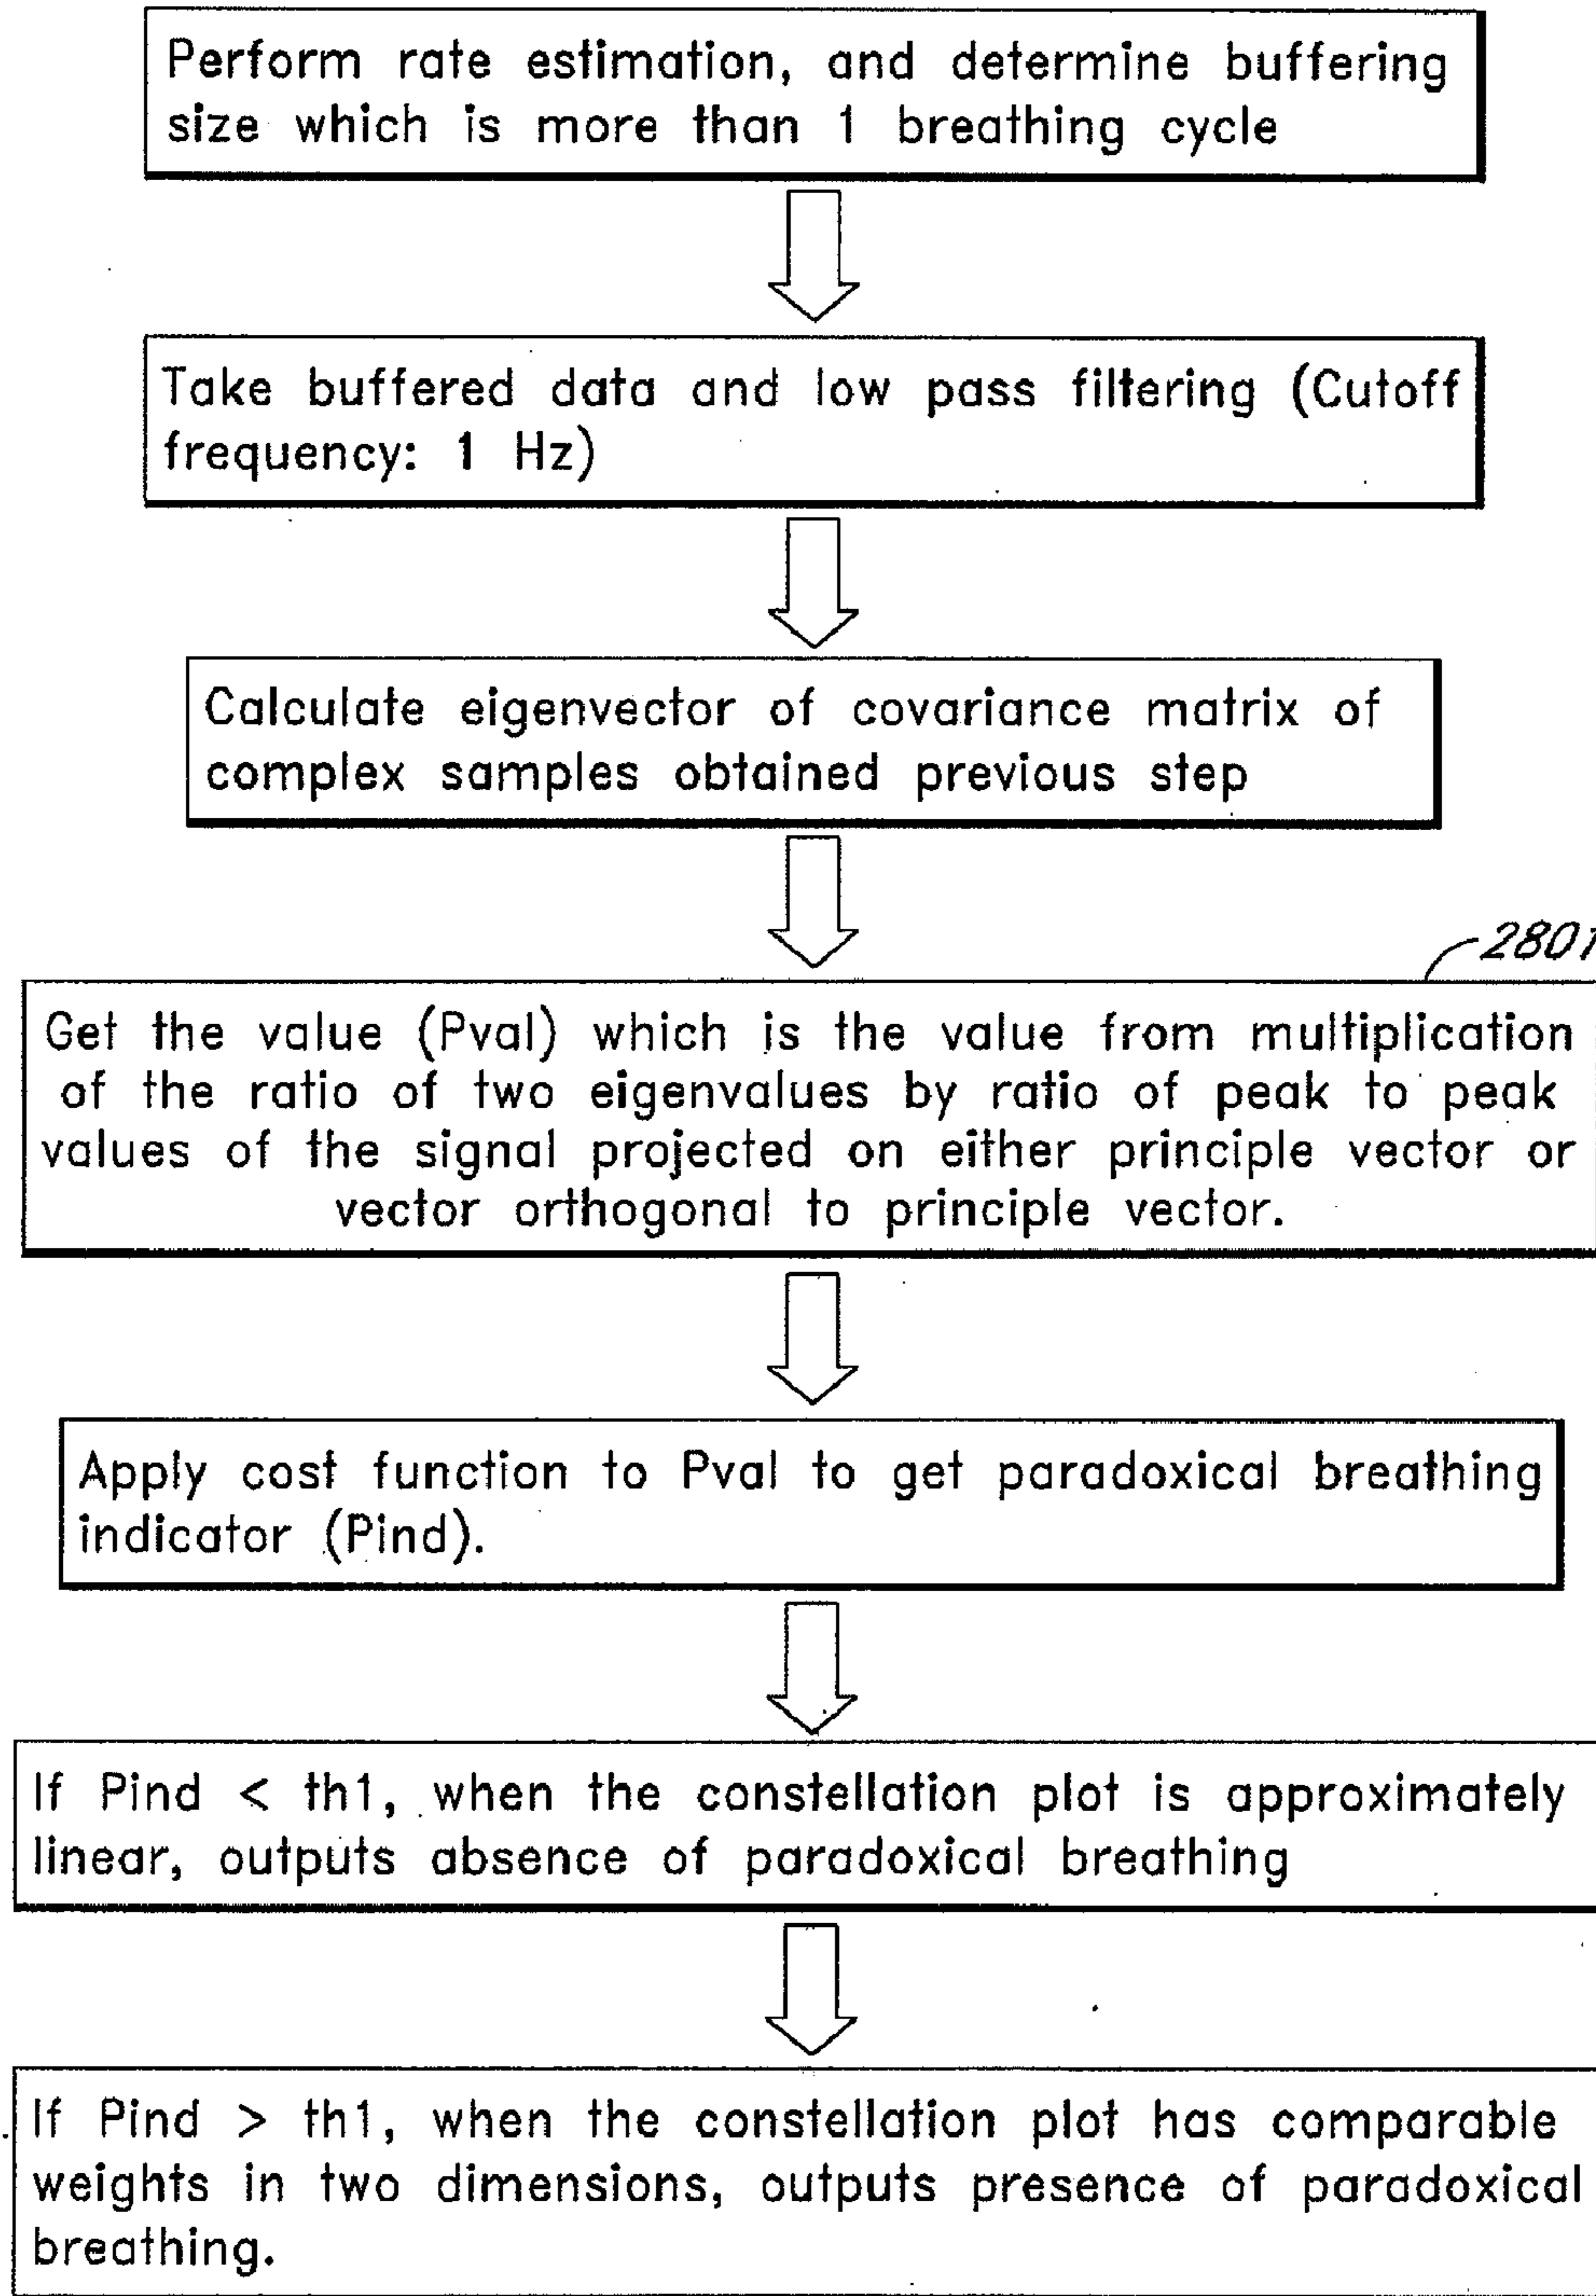 Perform rate estimation, and determine buffering
size which is more than 1 breathing cycle
Take buffered data and low pass filtering (Cutoff
frequency: 1 Hz)
Calculate eigenvector of covariance matrix of
complex samples obtained previous step
2801
Get the value (Pval) which is the value from multiplication
of the ratio of two eigenvalues by ratio of peak to peak
values of the signal projected on either principle vector or
vector orthogonal to principle vector.
Apply cost function to Pval to get paradoxical breathing
indicator (Pind).
If Pind < th1, when the constellation plot is approximately
linear, outputs absence of paradoxical breathing
If Pind > th1, when the constellation plot has comparable
weights in two dimensions, outputs presence of paradoxical
breathing.